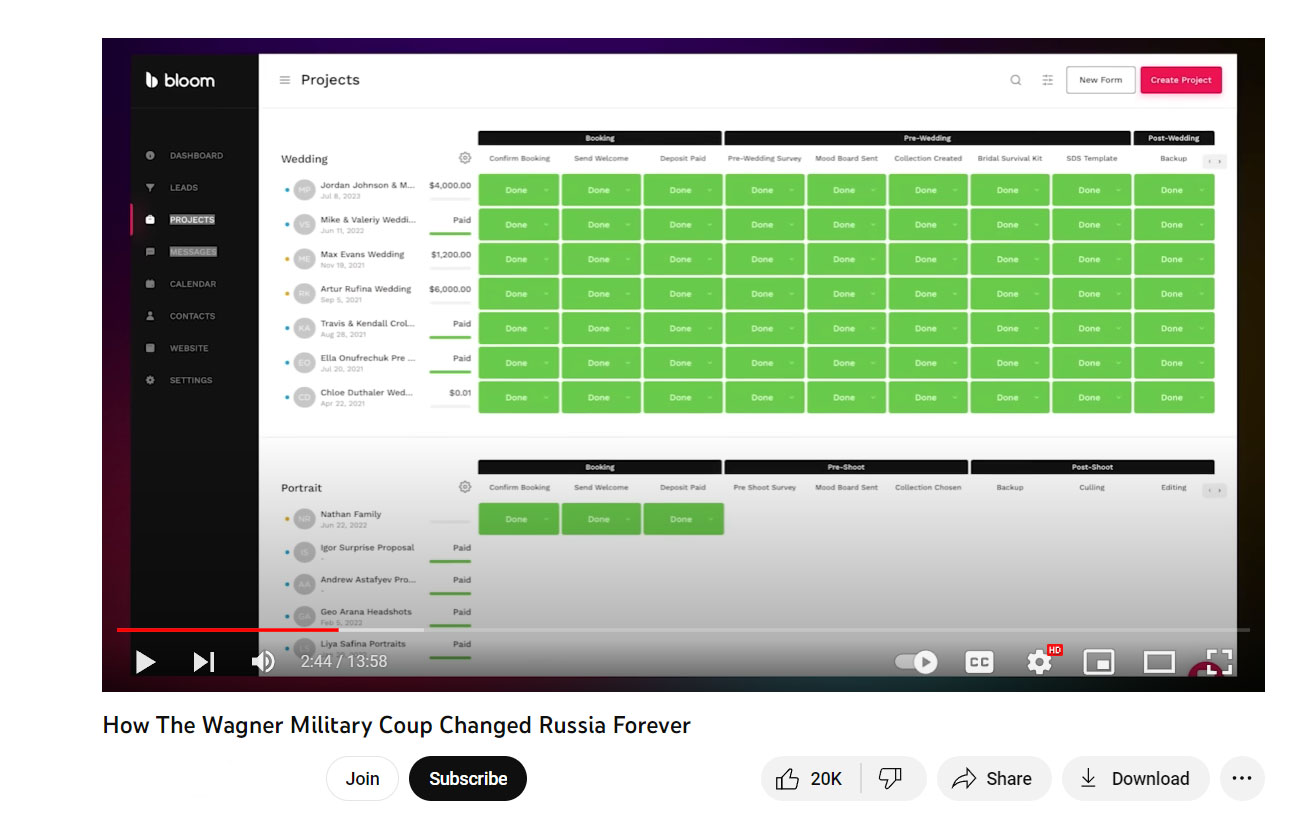 bloom
Projects
New Form
Create Project
DASHBOARD
LEADS
PROJECTS
MESSAGES
CALENDAR
CONTACTS
WEBSITE
SETTINGS
Booking Pre-Wedding Post-Wedding
Wedding Confirm Booking Send Welcome Deposit Paid Pre-Wedding Survey Mood Board Sent Collection Created Bridal Survival Kit SDS Template Backup
HP Jordan Johnson & M... $4,000.00 Done Done Done Done Done Done Done Done Done
Jul 8, 2023
VS Mike & Valeriy Weddi... Paid Done Done Done Done Done Done Done Done Done
Jun 11, 2022
ME Max Evans Wedding $1,200.00 Done Done Done Done Done Done Done Done Done
Nov 19, 2021
RK Artur Rufina Wedding $6,000.00 Done Done Done Done Done Done Done Done Done
Sep 5, 2021
KA Travis & Kendall Crol... Paid Done Done Done Done Done Done Done Done Done
Aug 28, 2021
EO Ella Onufrechuk Pre ... Paid Done Done Done Done Done Done Done Done Done
Jul 20, 2021
CD Chloe Duthaler Wed... $0.01 Done Done Done Done Done Done Done Done Done
Apr 22, 2021
Booking Pre-Shoot Post-Shoot
Portrait Confirm Booking Send Welcome Deposit Paid Pre Shoot Survey Mood Board Sent Collection Chosen Backup Culling Editing
NR Nathan Family Done Done Done
Jun 22, 2022
IS Igor Surprise Proposal Paid
-
AA Andrew Astafyev Pro... Paid
-
GA Geo Arana Headshots Paid
Feb 5, 2022
LS Liya Safina Portraits Paid
2:44 / 13:58
CC
HD
How The Wagner Military Coup Changed Russia Forever
Join
Subscribe
20K
Share
Download